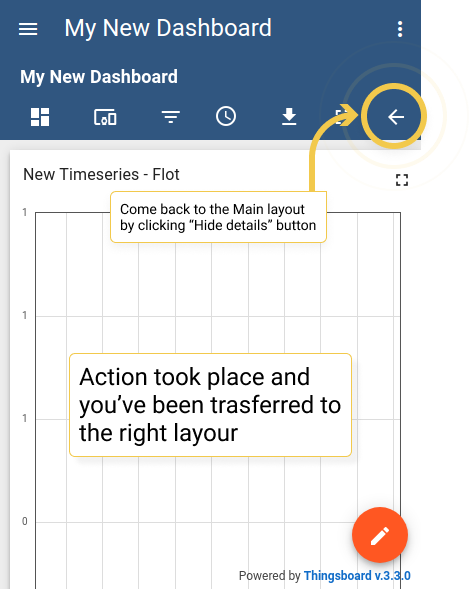 My New Dashboard
My New Dashboard
New Timeseries - Flot
Come back to the Main layout
by clicking “Hide details” button
1
1
Action took place and
you’ve been trasferred to
the right layour
1
0
Powered by Thingsboard v.3.3.0